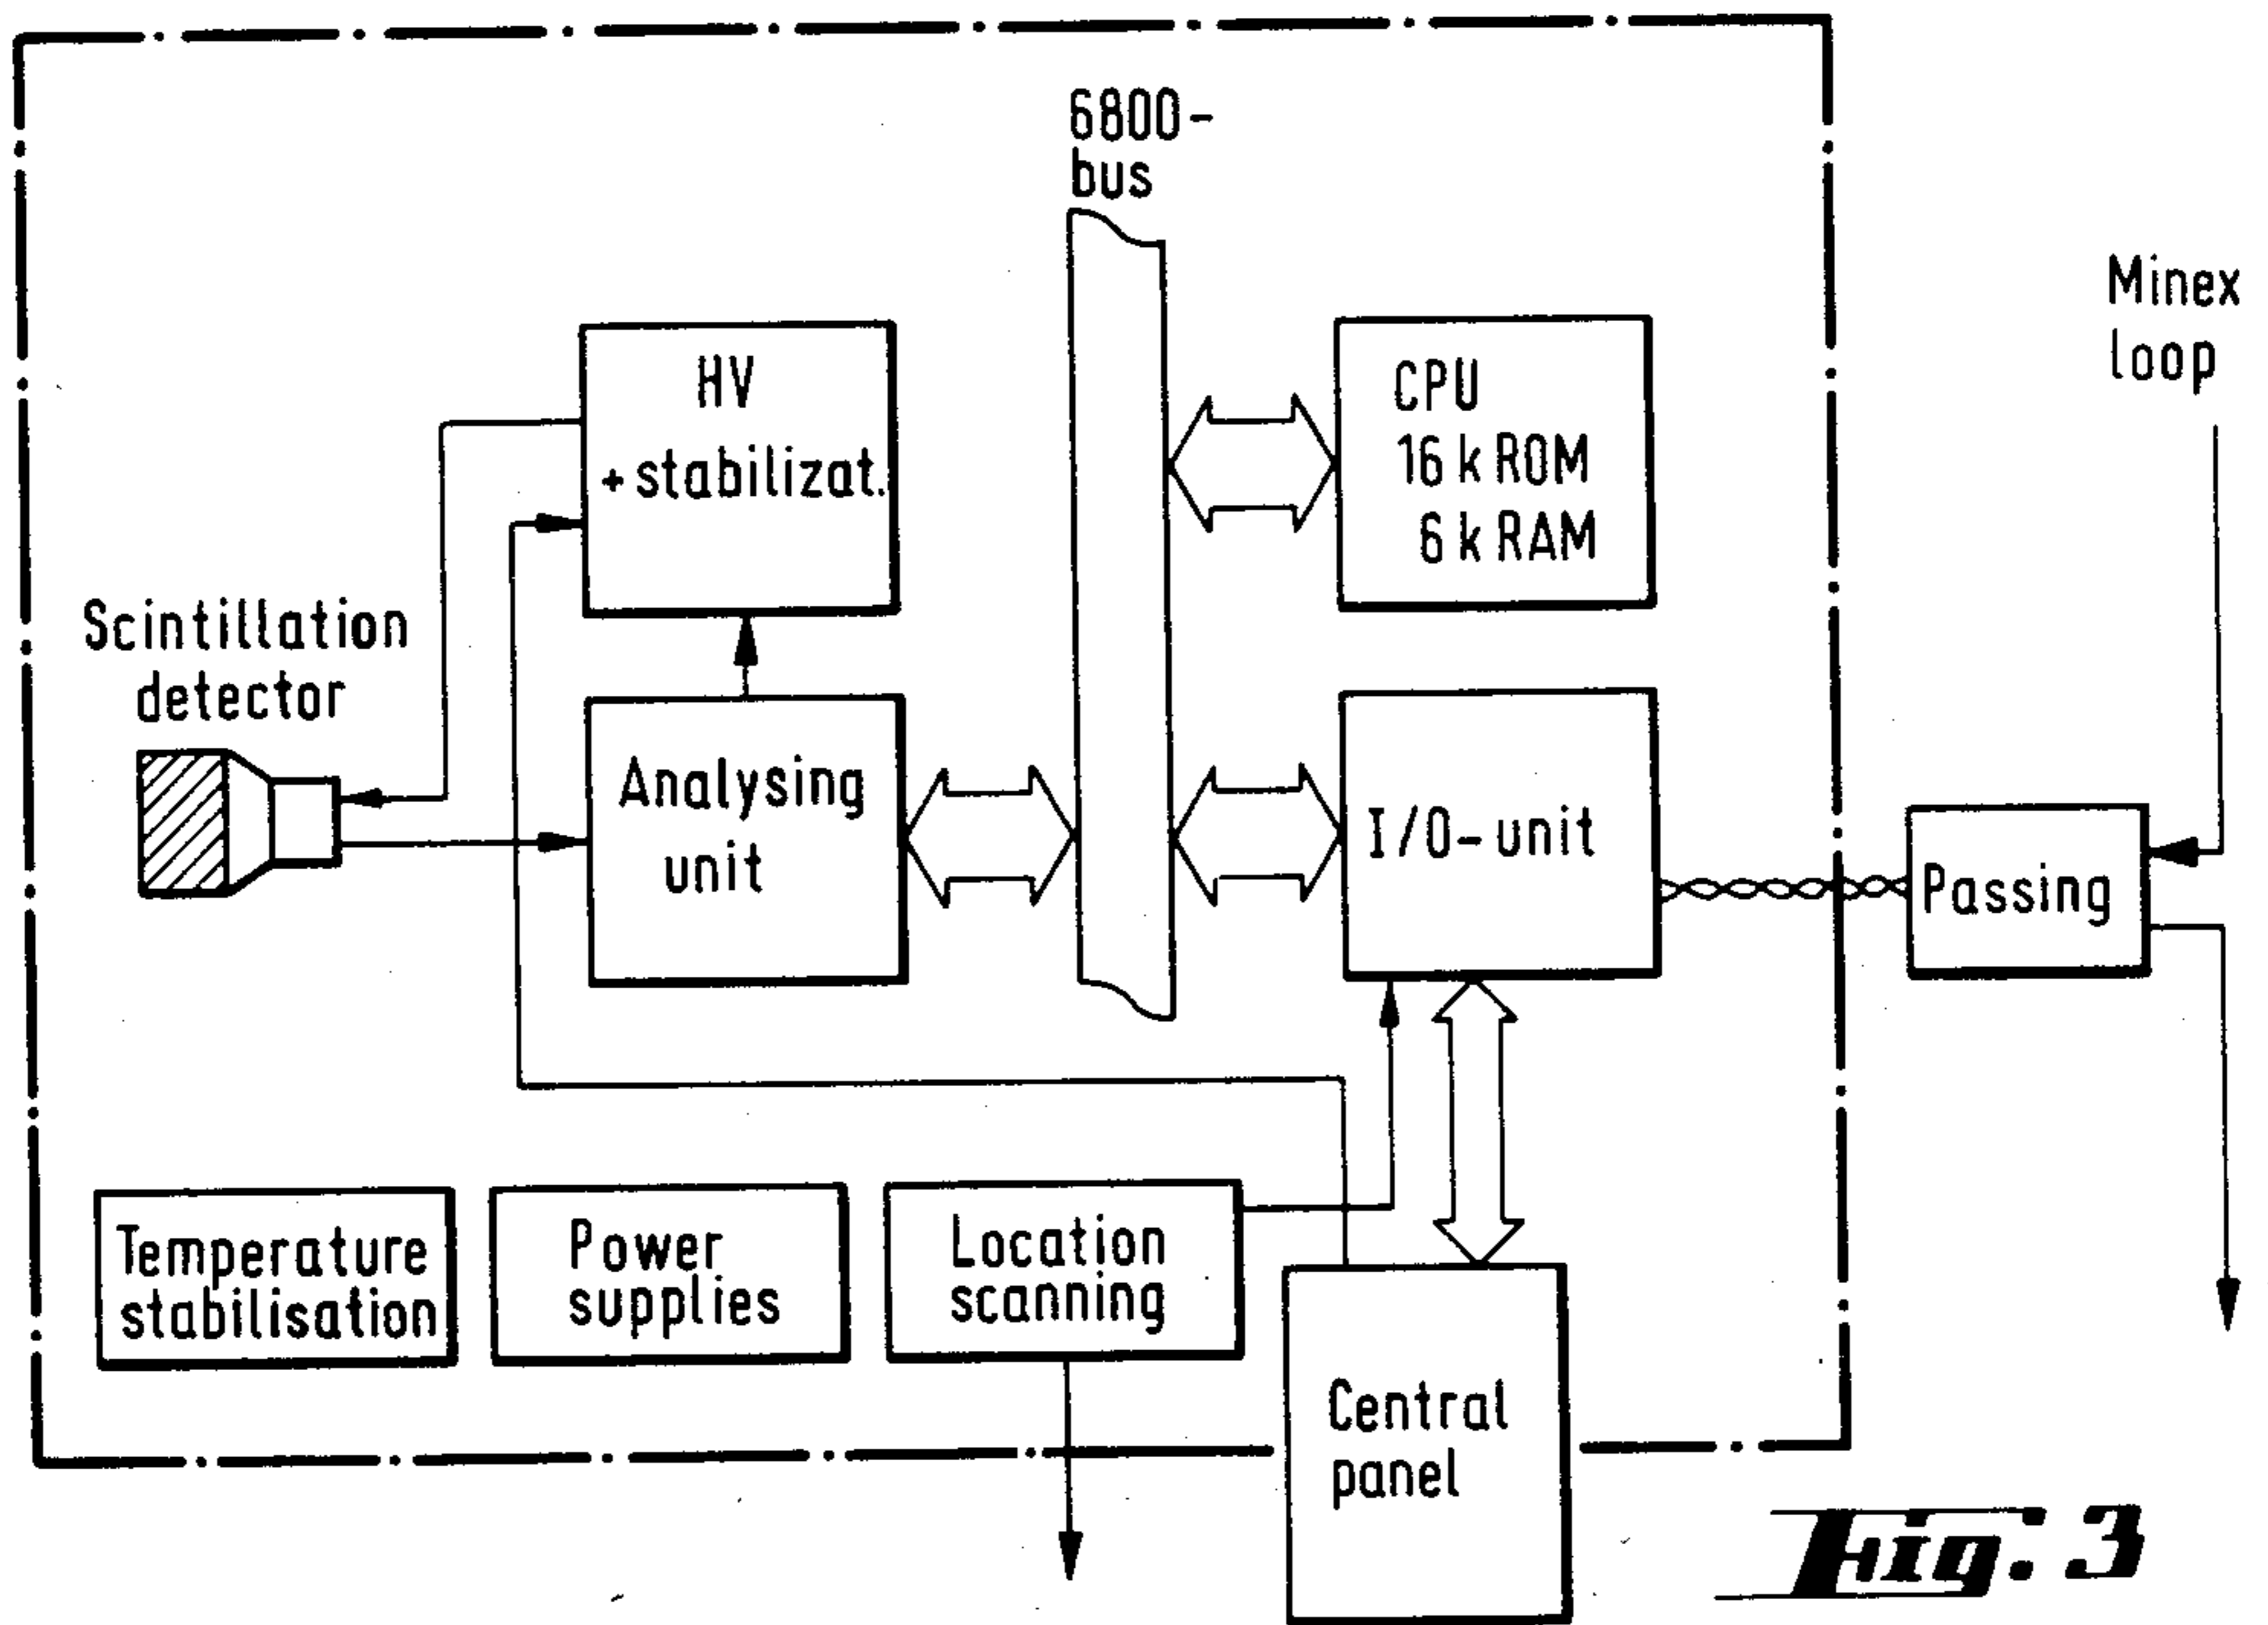 6800-
bus
Minex
loop
HV
+ stabilizat.
CPU
16 k ROM
6 k RAM
Scintillation
detector
Analysing
unit
I/O-unit
Passing
Temperature
stabilisation
Power
supplies
Location
scanning
Central
panel
Fig. 3